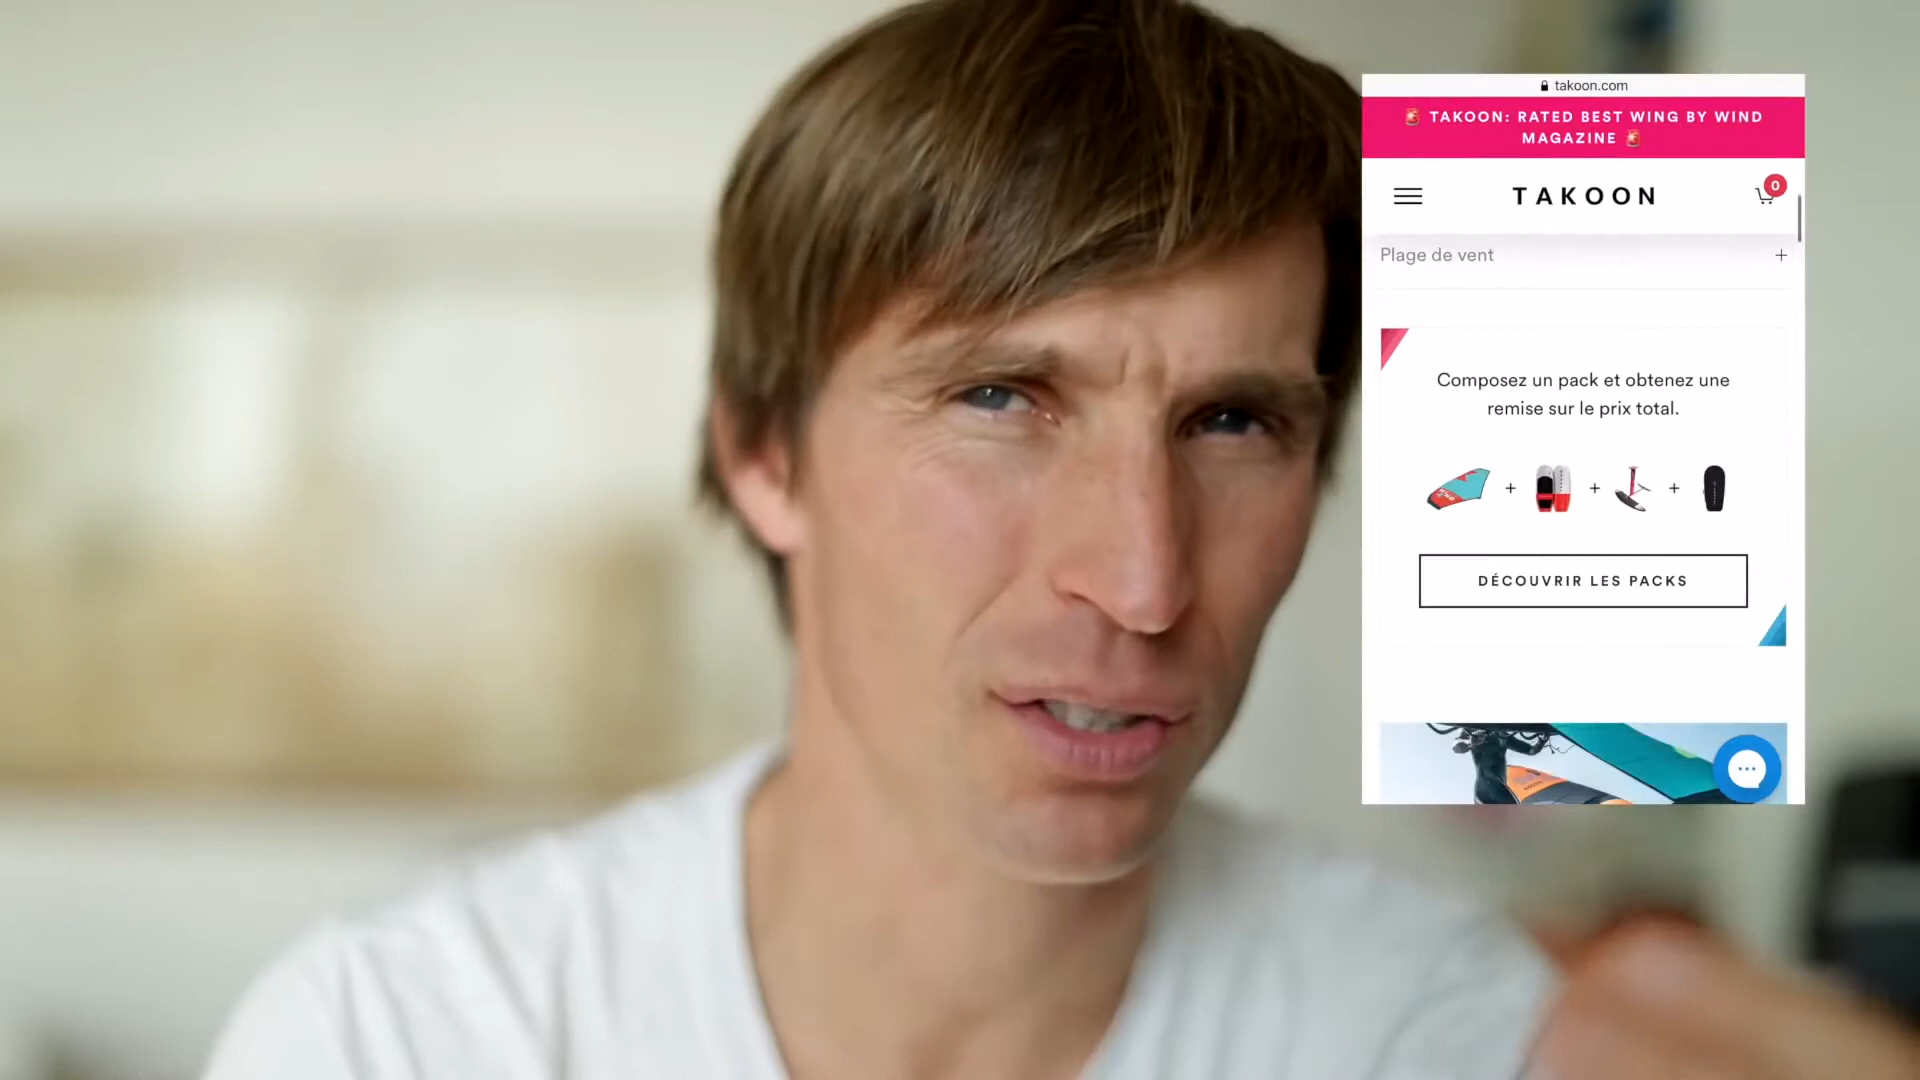 takoon.com
🚨 TAKOON: RATED BEST WING BY WIND
MAGAZINE 🚨
TAKOON
0
Plage de vent
+
Composez un pack et obtenez une
remise sur le prix total.
+ + +
DÉCOUVRIR LES PACKS